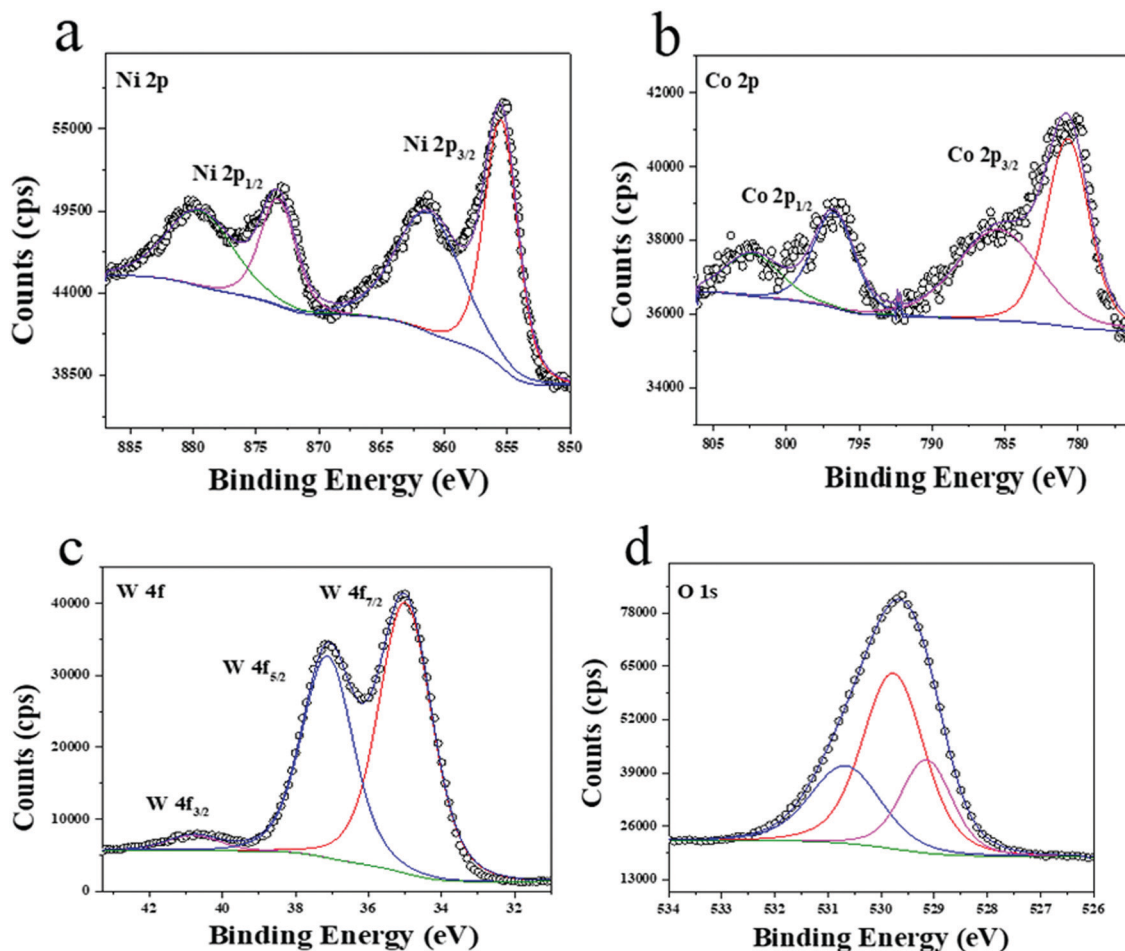 a
Ni 2p
Ni 2p1/2
Ni 2p3/2
Counts (cps)
55000
49500
44000
38500
885 880 875 870 865 860 855 850
Binding Energy (eV)
b
Co 2p
Co 2p1/2
Co 2p3/2
Counts (cps)
42000
40000
38000
36000
34000
805 800 795 790 785 780
Binding Energy (eV)
c
W 4f
W 4f7/2
W 4f5/2
W 4f3/2
Counts (cps)
40000
30000
20000
10000
0
42 40 38 36 34 32
Binding Energy (eV)
d
O 1s
Counts (cps)
78000
65000
52000
39000
26000
13000
534 533 532 531 530 529 528 527 526
Binding Energy (eV)